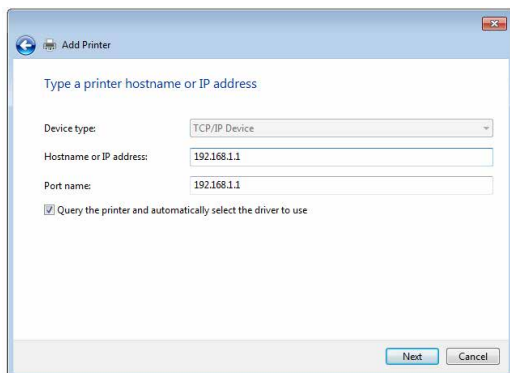 Add Printer
Type a printer hostname or IP address
Device type: TCP/IP Device
Hostname or IP address: 192.168.1.1
Port name: 192.168.1.1
Query the printer and automatically select the driver to use
Next Cancel